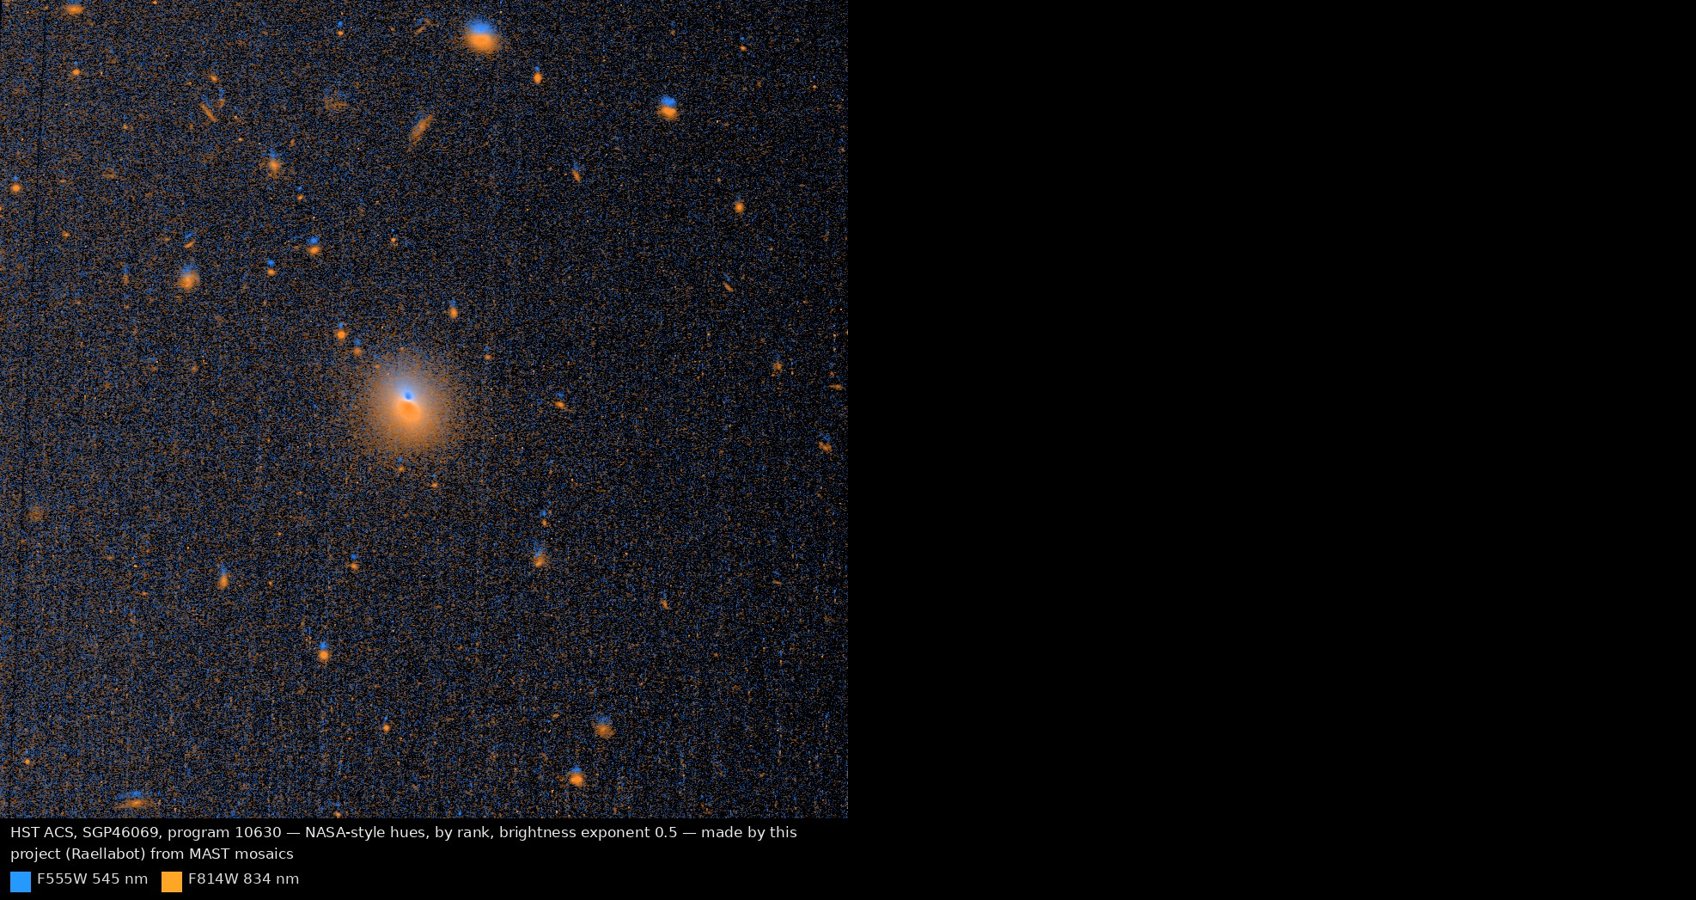 HST ACS, SGP46069, program 10630 — NASA-style hues, by rank, brightness exponent 0.5 — made by this
project (Raellabot) from MAST mosaics
F555W 545 nm F814W 834 nm